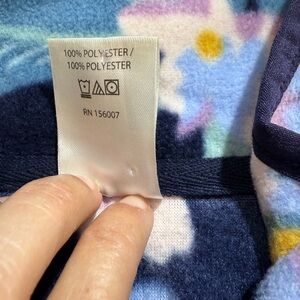 100% POLYESTER /
100% POLYESTER
RN 156007